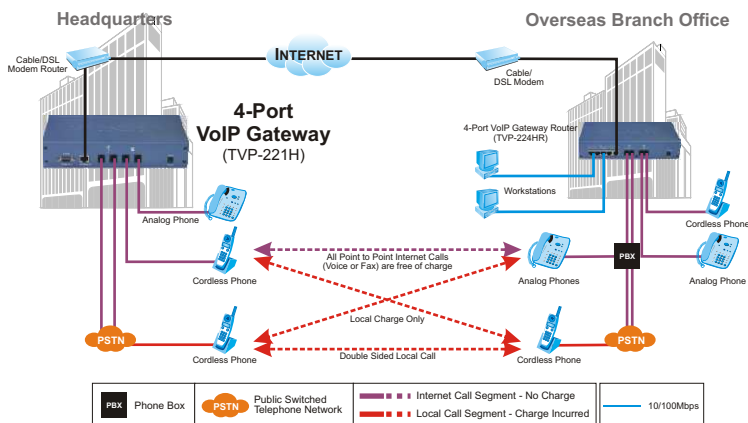 Headquarters
Overseas Branch Office
Cable/DSL
Modem Router
INTERNET
Cable/
DSL Modem
4-Port
VoIP Gateway
(TVP-221H)
4-Port VoIP Gateway Router
(TVP-224HR)
Workstations
Analog Phone
Cordless Phone
Cordless Phone
All Point to Point Internet Calls
(Voice or Fax) are free of charge
PBX
Analog Phones
Analog Phone
Local Charge Only
PSTN
Cordless Phone
Double Sided Local Call
Cordless Phone
PSTN
PBX
Phone Box
PSTN
Public Switched
Telephone Network
Internet Call Segment - No Charge
Local Call Segment - Charge Incurred
10/100Mbps